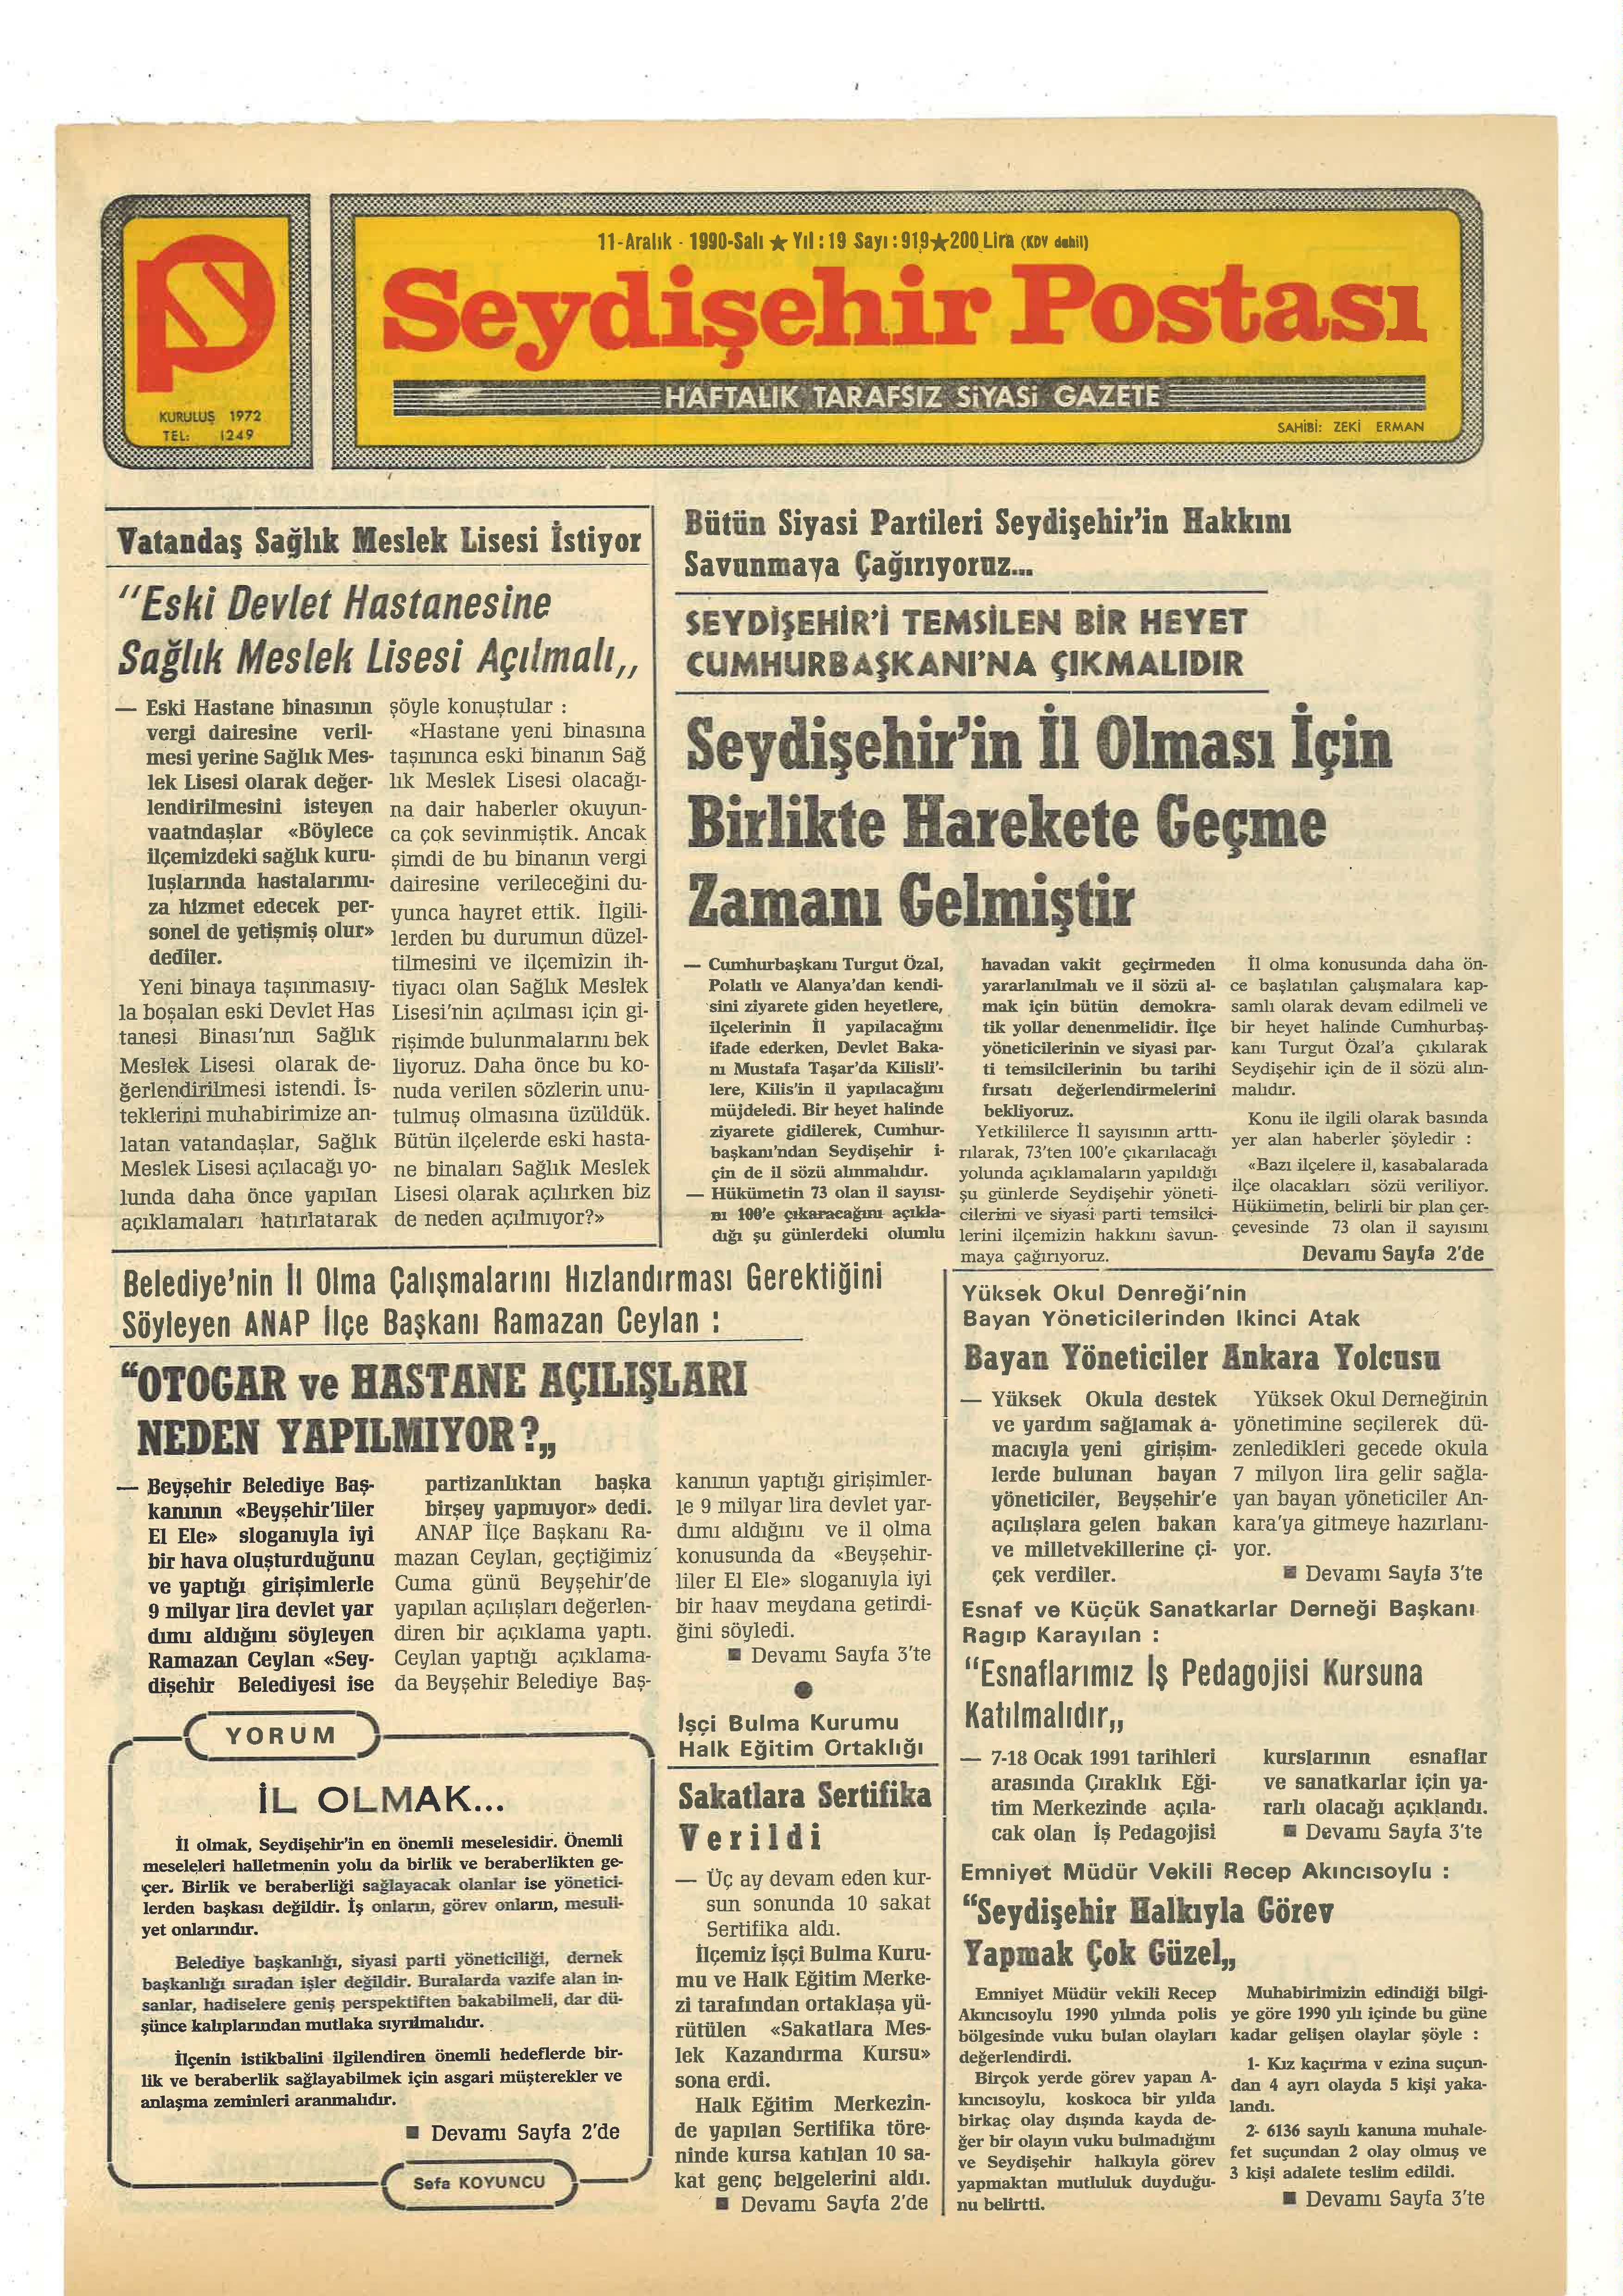 11-Aralık - 1990-Salı ★ Yıl : 19 Sayı : 919 ★ 200 Lira (KDV dahil)
Seydişehir Postası
HAFTALIK TARAFSIZ SİYASİ GAZETE
SAHİBİ: ZEKİ ERMAN
KURULUŞ 1972
TEL: 1249
Vatandaş Sağlık Meslek Lisesi İstiyor
"Eski Devlet Hastanesine
Sağlık Meslek Lisesi Açılmalı,,
— Eski Hastane binasının
vergi dairesine veril-
mesi yerine Sağlık Mes-
lek Lisesi olarak değer-
lendirilmesini isteyen
vaatndaşlar «Böylece
ilçemizdeki sağlık kuru-
luşlarında hastalarımı-
za hizmet edecek per-
sonel de yetişmiş olur»
dediler.
Yeni binaya taşınmasıy-
la boşalan eski Devlet Has
tanesi Binası'nın Sağlık
Meslek Lisesi olarak de-
ğerlendirilmesi istendi. İs-
teklerini muhabirimize an-
latan vatandaşlar, Sağlık
Meslek Lisesi açılacağı yo-
lunda daha önce yapılan
açıklamaları hatırlatarak
şöyle konuştular :
«Hastane yeni binasına
taşınınca eski binanın Sağ
lık Meslek Lisesi olacağı-
na dair haberler okuyun-
ca çok sevinmiştik. Ancak
şimdi de bu binanın vergi
dairesine verileceğini du-
yunca hayret ettik. İlgili-
lerden bu durumun düzel-
tilmesini ve ilçemizin ih-
tiyacı olan Sağlık Meslek
Lisesi'nin açılması için gi-
rişimde bulunmalarını bek
liyoruz. Daha önce bu ko-
nuda verilen sözlerin unu-
tulmuş olmasına üzüldük.
Bütün ilçelerde eski hasta-
ne binaları Sağlık Meslek
Lisesi olarak açılırken biz
de neden açılmıyor?»
Bütün Siyasi Partileri Seydişehir'in Hakkını
Savunmaya Çağırıyoruz...
SEYDİŞEHİR'İ TEMSİLEN BİR HEYET
CUMHURBAŞKANI'NA ÇIKMALIDIR
Seydişehir'in İl Olması İçin
Birlikte Harekete Geçme
Zamanı Gelmiştir
— Cumhurbaşkanı Turgut Özal,
Polatlı ve Alanya'dan kendi-
sini ziyarete giden heyetlere,
ilçelerinin İl yapılacağını
ifade ederken, Devlet Baka-
nı Mustafa Taşar'da Kilisli'-
lere, Kilis'in il yapılacağını
müjdeledi. Bir heyet halinde
ziyarete gidilerek, Cumhur-
başkanı'ndan Seydişehir i-
çin de il sözü alınmalıdır.
— Hükümetin 73 olan il sayısı-
nı 100'e çıkaracağını açıkla-
dığı şu günlerdeki olumlu
havadan vakit geçirmeden
yararlanılmalı ve il sözü al-
mak için bütün demokra-
tik yollar denenmelidir. İlçe
yöneticilerinin ve siyasi par-
ti temsilcilerinin bu tarihi
fırsatı değerlendirmelerini
bekliyoruz.
Yetkililerce İl sayısının arttı-
rılarak, 73'ten 100'e çıkarılacağı
yolunda açıklamaların yapıldığı
şu günlerde Seydişehir yöneti-
cilerini ve siyasi parti temsilci-
lerini ilçemizin hakkını savun-
maya çağırıyoruz.
İl olma konusunda daha ön-
ce başlatılan çalışmalara kap-
samlı olarak devam edilmeli ve
bir heyet halinde Cumhurbaş-
kanı Turgut Özal'a çıkılarak
Seydişehir için de il sözü alın-
malıdır.
Konu ile ilgili olarak basında
yer alan haberler şöyledir :
«Bazı ilçelere il, kasabalarada
ilçe olacakları sözü veriliyor.
Hükümetin, belirli bir plan çer-
çevesinde 73 olan il sayısını
Devamı Sayfa 2'de
Belediye'nin İl Olma Çalışmalarını Hızlandırması Gerektiğini
Söyleyen ANAP İlçe Başkanı Ramazan Ceylan :
"OTOGAR ve HASTANE AÇILIŞLARI
NEDEN YAPILMIYOR?,,
— Beyşehir Belediye Baş-
kanının «Beyşehir'liler
El Ele» sloganıyla iyi
bir hava oluşturduğunu
ve yaptığı girişimlerle
9 milyar lira devlet yar
dımı aldığını söyleyen
Ramazan Ceylan «Sey-
dişehir Belediyesi ise
partizanlıktan başka
birşey yapmıyor» dedi.
ANAP İlçe Başkanı Ra-
mazan Ceylan, geçtiğimiz
Cuma günü Beyşehir'de
yapılan açılışları değerlen-
diren bir açıklama yaptı.
Ceylan yaptığı açıklama-
da Beyşehir Belediye Baş-
kanının yaptığı girişimler-
le 9 milyar lira devlet yar-
dımı aldığını ve il olma
konusunda da «Beyşehir-
liler El Ele» sloganıyla iyi
bir haav meydana getirdi-
ğini söyledi.
■ Devamı Sayfa 3'te
YORUM
İL OLMAK...
İl olmak, Seydişehir'in en önemli meselesidir. Önemli
meseleleri halletmenin yolu da birlik ve beraberlikten ge-
çer. Birlik ve beraberliği sağlayacak olanlar ise yönetici-
lerden başkası değildir. İş onların, görev onların, mesuli-
yet onlarındır.
Belediye başkanlığı, siyasi parti yöneticiliği, dernek
başkanlığı sıradan işler değildir. Buralarda vazife alan in-
sanlar, hadiselere geniş perspektiften bakabilmeli, dar dü-
şünce kalıplarından mutlaka sıyrılmalıdır.
İlçenin istikbalini ilgilendiren önemli hedeflerde bir-
lik ve beraberlik sağlayabilmek için asgari müşterekler ve
anlaşma zeminleri aranmalıdır.
■ Devamı Sayfa 2'de
Sefa KOYUNCU
İşçi Bulma Kurumu
Halk Eğitim Ortaklığı
Sakatlara Sertifika
Verildi
— Üç ay devam eden kur-
sun sonunda 10 sakat
Sertifika aldı.
İlçemiz İşçi Bulma Kuru-
mu ve Halk Eğitim Merke-
zi tarafından ortaklaşa yü-
rütülen «Sakatlara Mes-
lek Kazandırma Kursu»
sona erdi.
Halk Eğitim Merkezin-
de yapılan Sertifika töre-
ninde kursa katılan 10 sa-
kat genç belgelerini aldı.
■ Devamı Sayfa 2'de
Yüksek Okul Denreği'nin
Bayan Yöneticilerinden Ikinci Atak
Bayan Yöneticiler Ankara Yolcusu
— Yüksek Okula destek
ve yardım sağlamak a-
macıyla yeni girişim-
lerde bulunan bayan
yöneticiler, Beyşehir'e
açılışlara gelen bakan
ve milletvekillerine çi-
çek verdiler.
Yüksek Okul Derneğinin
yönetimine seçilerek dü-
zenledikleri gecede okula
7 milyon lira gelir sağla-
yan bayan yöneticiler An-
kara'ya gitmeye hazırlanı-
yor.
■ Devamı Sayfa 3'te
Esnaf ve Küçük Sanatkarlar Derneği Başkanı
Ragıp Karayılan :
"Esnaflarımız İş Pedagojisi Kursuna
Katılmalıdır,,
— 7-18 Ocak 1991 tarihleri
arasında Çıraklık Eği-
tim Merkezinde açıla-
cak olan İş Pedagojisi
kurslarının esnaflar
ve sanatkarlar için ya-
rarlı olacağı açıklandı.
■ Devamı Sayfa 3'te
Emniyet Müdür Vekili Recep Akıncısoylu :
"Seydişehir Halkıyla Görev
Yapmak Çok Güzel,,
Emniyet Müdür vekili Recep
Akıncısoylu 1990 yılında polis
bölgesinde vuku bulan olayları
değerlendirdi.
Birçok yerde görev yapan A-
kıncısoylu, koskoca bir yılda
birkaç olay dışında kayda de-
ğer bir olayın vuku bulmadığını
ve Seydişehir halkıyla görev
yapmaktan mutluluk duyduğu-
nu belirtti.
Muhabirimizin edindiği bilgi-
ye göre 1990 yılı içinde bu güne
kadar gelişen olaylar şöyle :
1- Kız kaçırma v ezina suçun-
dan 4 ayrı olayda 5 kişi yaka-
landı.
2- 6136 sayılı kanuna muhale-
fet suçundan 2 olay olmuş ve
3 kişi adalete teslim edildi.
■ Devamı Sayfa 3'te